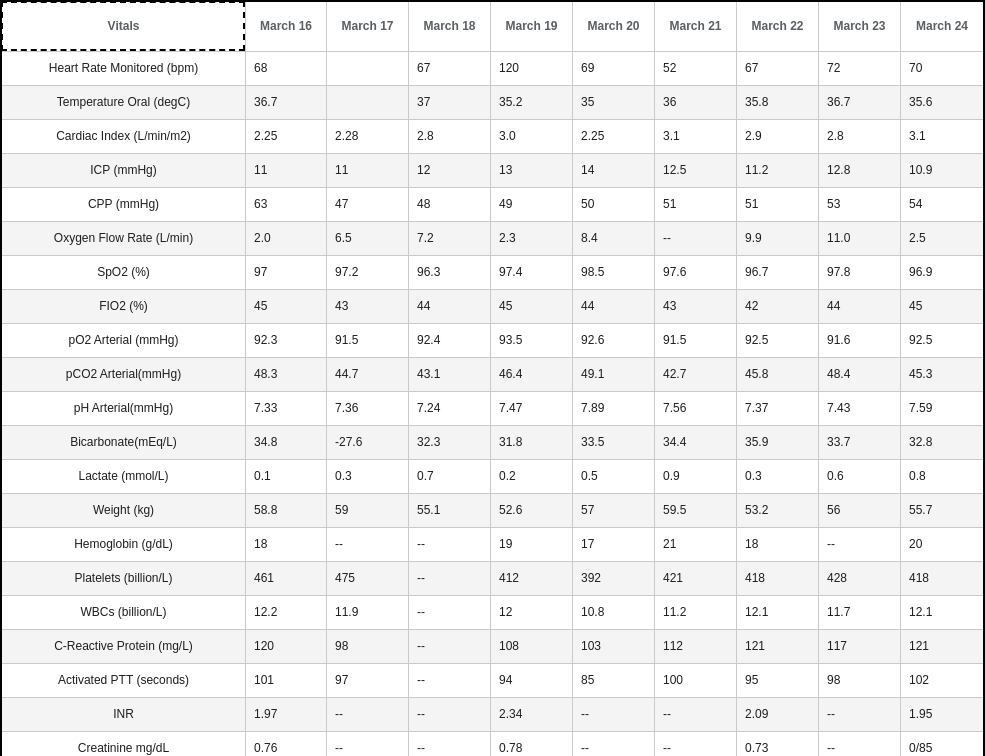 Vitals March 16 March 17 March 18 March 19 March 20 March 21 March 22 March 23 March 24
Heart Rate Monitored (bpm) 68 67 120 69 52 67 72 70
Temperature Oral (degC) 36.7 37 35.2 35 36 35.8 36.7 35.6
Cardiac Index (L/min/m2) 2.25 2.28 2.8 3.0 2.25 3.1 2.9 2.8 3.1
ICP (mmHg) 11 11 12 13 14 12.5 11.2 12.8 10.9
CPP (mmHg) 63 47 48 49 50 51 51 53 54
Oxygen Flow Rate (L/min) 2.0 6.5 7.2 2.3 8.4 -- 9.9 11.0 2.5
SpO2 (%) 97 97.2 96.3 97.4 98.5 97.6 96.7 97.8 96.9
FIO2 (%) 45 43 44 45 44 43 42 44 45
pO2 Arterial (mmHg) 92.3 91.5 92.4 93.5 92.6 91.5 92.5 91.6 92.5
pCO2 Arterial(mmHg) 48.3 44.7 43.1 46.4 49.1 42.7 45.8 48.4 45.3
pH Arterial(mmHg) 7.33 7.36 7.24 7.47 7.89 7.56 7.37 7.43 7.59
Bicarbonate(mEq/L) 34.8 -27.6 32.3 31.8 33.5 34.4 35.9 33.7 32.8
Lactate (mmol/L) 0.1 0.3 0.7 0.2 0.5 0.9 0.3 0.6 0.8
Weight (kg) 58.8 59 55.1 52.6 57 59.5 53.2 56 55.7
Hemoglobin (g/dL) 18 -- -- 19 17 21 18 -- 20
Platelets (billion/L) 461 475 -- 412 392 421 418 428 418
WBCs (billion/L) 12.2 11.9 -- 12 10.8 11.2 12.1 11.7 12.1
C-Reactive Protein (mg/L) 120 98 -- 108 103 112 121 117 121
Activated PTT (seconds) 101 97 -- 94 85 100 95 98 102
INR 1.97 -- -- 2.34 -- -- 2.09 -- 1.95
Creatinine mg/dL 0.76 -- -- 0.78 -- -- 0.73 -- 0/85